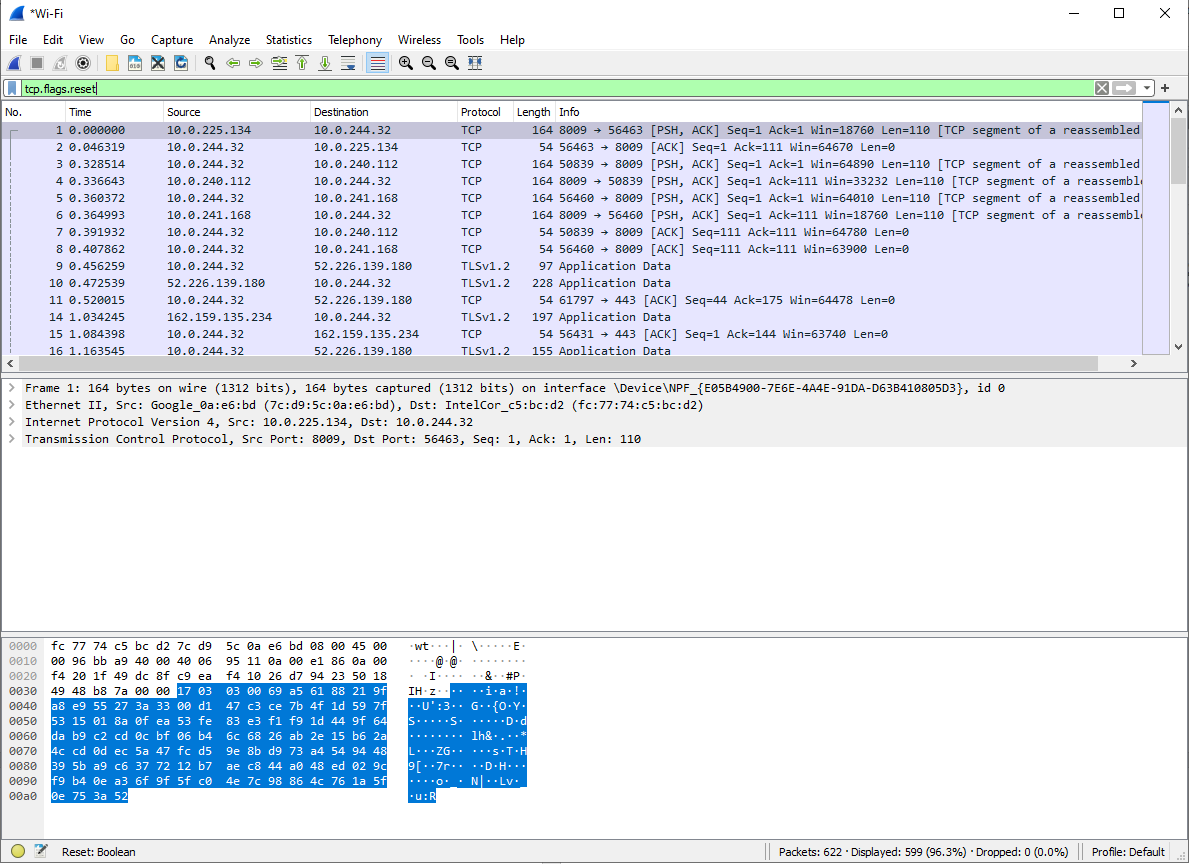 *Wi-Fi
File Edit View Go Capture Analyze Statistics Telephony Wireless Tools Help
tcp.flags.reset
No. Time Source Destination Protocol Length Info
1 0.000000 10.0.225.134 10.0.244.32 TCP 164 8009 → 56463 [PSH, ACK] Seq=1 Ack=1 Win=18760 Len=110 [TCP segment of a reassembled
2 0.046319 10.0.244.32 10.0.225.134 TCP 54 56463 → 8009 [ACK] Seq=1 Ack=111 Win=64670 Len=0
3 0.328514 10.0.244.32 10.0.240.112 TCP 164 50839 → 8009 [PSH, ACK] Seq=1 Ack=1 Win=64890 Len=110 [TCP segment of a reassembled
4 0.336643 10.0.240.112 10.0.244.32 TCP 164 8009 → 50839 [PSH, ACK] Seq=1 Ack=111 Win=33232 Len=110 [TCP segment of a reassembl
5 0.360372 10.0.244.32 10.0.241.168 TCP 164 56460 → 8009 [PSH, ACK] Seq=1 Ack=1 Win=64010 Len=110 [TCP segment of a reassembled
6 0.364993 10.0.241.168 10.0.244.32 TCP 164 8009 → 56460 [PSH, ACK] Seq=1 Ack=111 Win=18760 Len=110 [TCP segment of a reassembl
7 0.391932 10.0.244.32 10.0.240.112 TCP 54 50839 → 8009 [ACK] Seq=111 Ack=111 Win=64780 Len=0
8 0.407862 10.0.244.32 10.0.241.168 TCP 54 56460 → 8009 [ACK] Seq=111 Ack=111 Win=63900 Len=0
9 0.456259 10.0.244.32 52.226.139.180 TLSv1.2 97 Application Data
10 0.472539 52.226.139.180 10.0.244.32 TLSv1.2 228 Application Data
11 0.520015 10.0.244.32 52.226.139.180 TCP 54 61797 → 443 [ACK] Seq=44 Ack=175 Win=64478 Len=0
14 1.034245 162.159.135.234 10.0.244.32 TLSv1.2 197 Application Data
15 1.084398 10.0.244.32 162.159.135.234 TCP 54 56431 → 443 [ACK] Seq=1 Ack=144 Win=63740 Len=0
16 1.163545 10.0.244.32 52.226.139.180 TLSv1.2 155 Application Data
Frame 1: 164 bytes on wire (1312 bits), 164 bytes captured (1312 bits) on interface \Device\NPF_{E05B4900-7E6E-4A4E-91DA-D63B410805D3}, id 0
Ethernet II, Src: Google_0a:e6:bd (7c:d9:5c:0a:e6:bd), Dst: IntelCor_c5:bc:d2 (fc:77:74:c5:bc:d2)
Internet Protocol Version 4, Src: 10.0.225.134, Dst: 10.0.244.32
Transmission Control Protocol, Src Port: 8009, Dst Port: 56463, Seq: 1, Ack: 1, Len: 110
0000 fc 77 74 c5 bc d2 7c d9 5c 0a e6 bd 08 00 45 00 ·wt···|· \·····E·
0010 00 96 bb a9 40 00 40 06 95 11 0a 00 e1 86 0a 00 ····@·@· ········
0020 f4 20 1f 49 dc 8f c9 ea f4 10 26 d7 94 23 50 18 · ·I···· ··&··#P·
0030 49 48 b8 7a 00 00 17 03 03 00 69 a5 61 88 21 9f IH·z···· ··i·a·!·
0040 a8 e9 55 27 3a 33 00 d1 47 c3 ce 7b 4f 1d 59 7f ··U':3·· G··{O·Y·
0050 53 15 01 8a 0f ea 53 fe 83 e3 f1 f9 1d 44 9f 64 S·····S· ·····D·d
0060 da b9 c2 cd 0c bf 06 b4 6c 68 26 ab 2e 15 b6 2a ········ lh&·.··*
0070 4c cd 0d ec 5a 47 fc d5 9e 8b d9 73 a4 54 94 48 L···ZG·· ···s·T·H
0080 39 5b a9 c6 37 72 12 b7 ae c8 44 a0 48 ed 02 9c 9[··7r·· ··D·H···
0090 f9 b4 0e a3 6f 9f 5f c0 4e 7c 98 86 4c 76 1a 5f ····o·_· N|··Lv·_
00a0 0e 75 3a 52 ·u:R
Reset: Boolean Packets: 622 · Displayed: 599 (96.3%) · Dropped: 0 (0.0%) Profile: Default